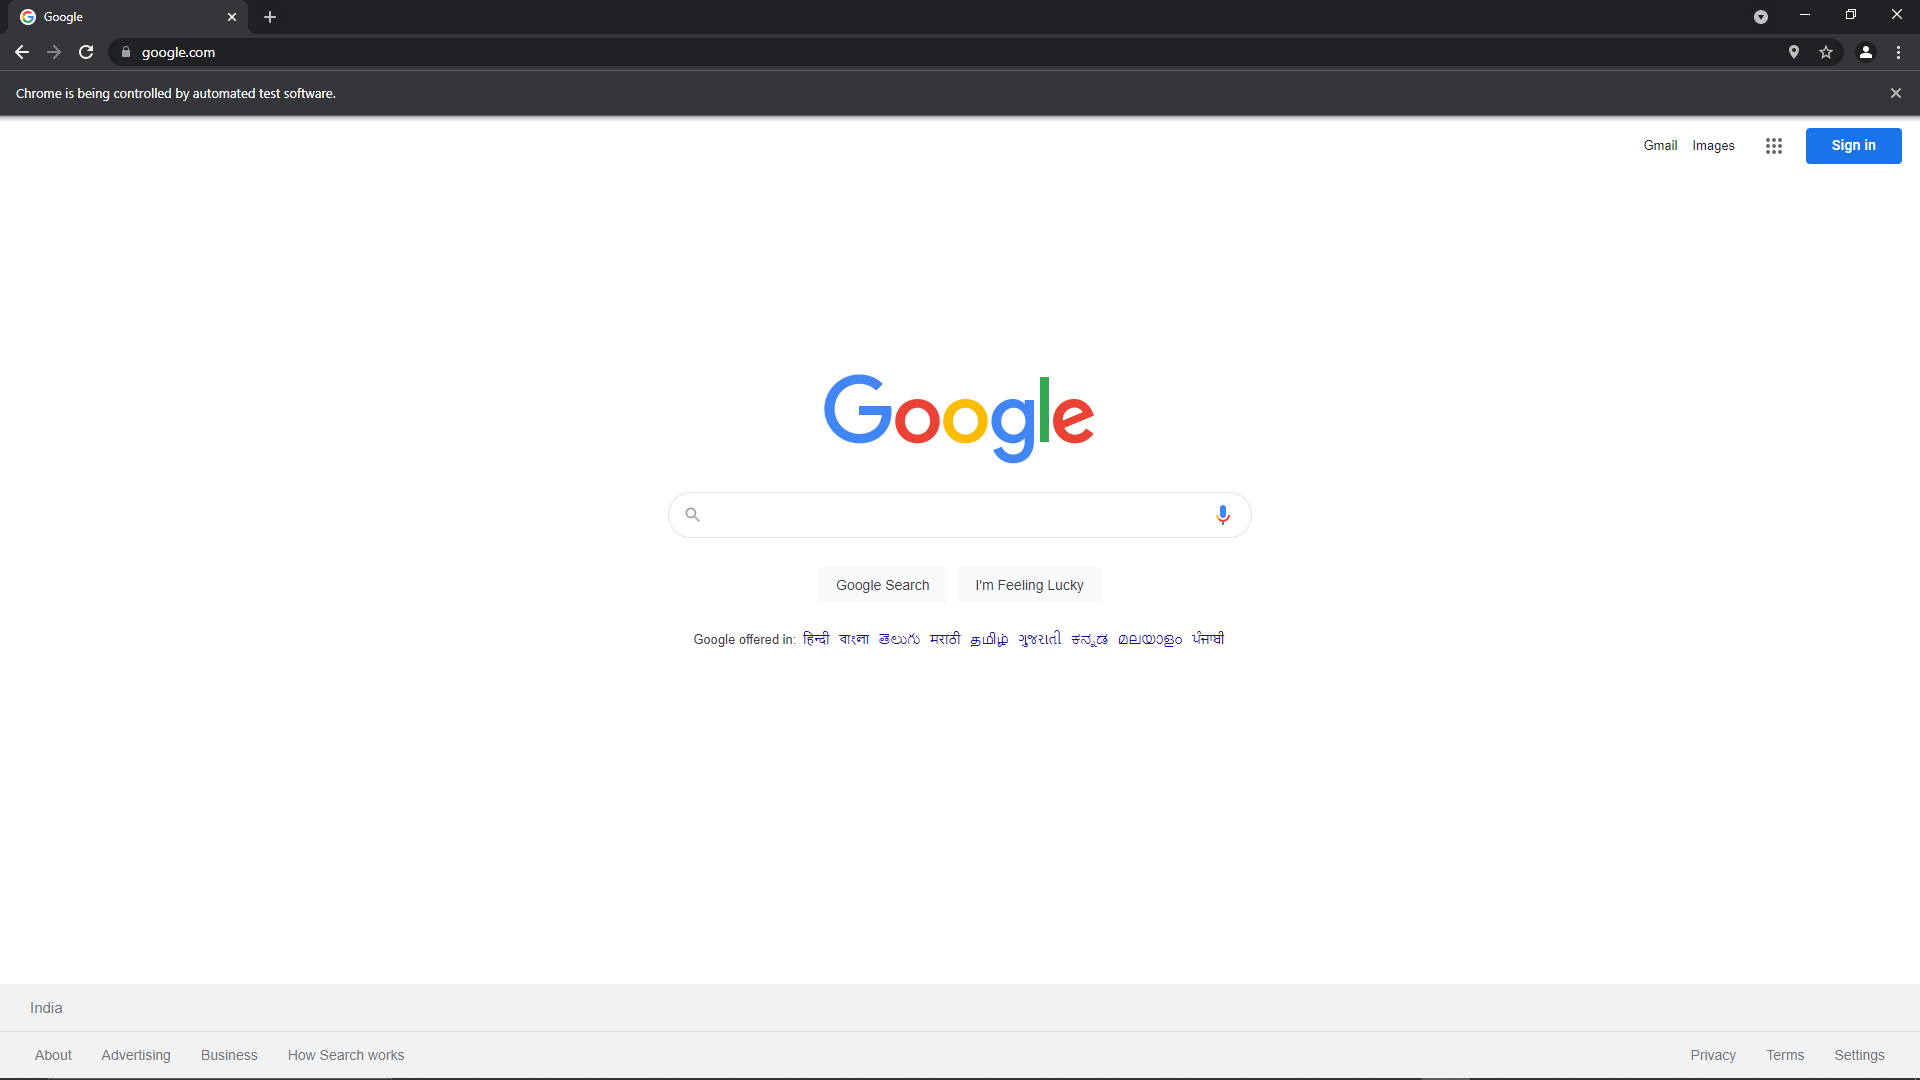 Google
google.com
Chrome is being controlled by automated test software.
Gmail Images Sign in
Google
Google Search I'm Feeling Lucky
Google offered in: हिन्दी বাংলা తెలుగు मराठी தமிழ் ગુજરાતી ಕನ್ನಡ മലയാളം ਪੰਜਾਬੀ
India
About Advertising Business How Search works Privacy Terms Settings